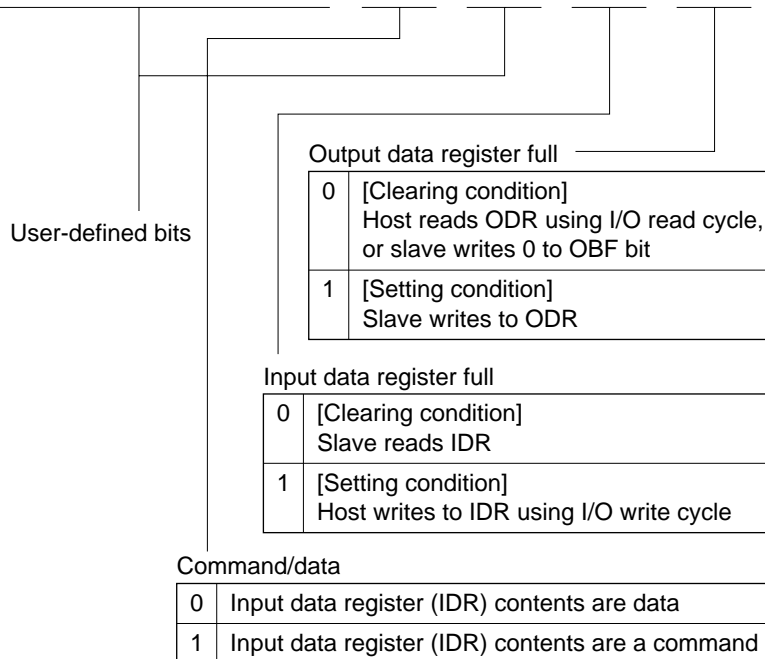 Output data register full
0 [Clearing condition]
Host reads ODR using I/O read cycle,
or slave writes 0 to OBF bit
1 [Setting condition]
Slave writes to ODR
User-defined bits
Input data register full
0 [Clearing condition]
Slave reads IDR
1 [Setting condition]
Host writes to IDR using I/O write cycle
Command/data
0 Input data register (IDR) contents are data
1 Input data register (IDR) contents are a command